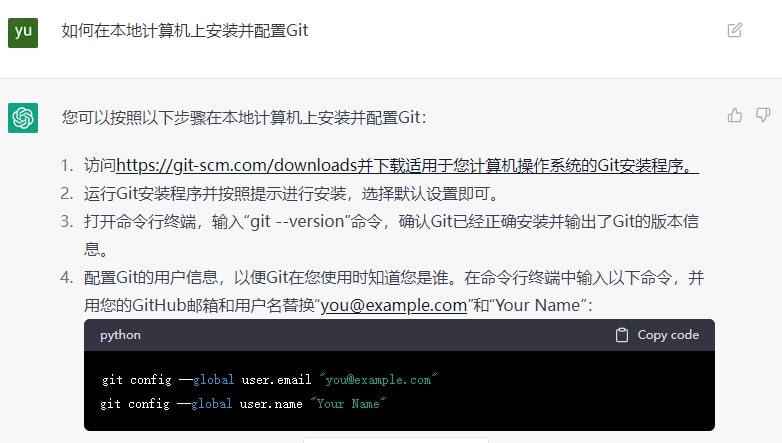 yu
如何在本地计算机上安装并配置Git
您可以按照以下步骤在本地计算机上安装并配置Git：
1. 访问https://git-scm.com/downloads并下载适用于您计算机操作系统的Git安装程序。
2. 运行Git安装程序并按照提示进行安装，选择默认设置即可。
3. 打开命令行终端，输入“git --version”命令，确认Git已经正确安装并输出了Git的版本信
息。
4. 配置Git的用户信息，以便Git在您使用时知道您是谁。在命令行终端中输入以下命令，并
用您的GitHub邮箱和用户名替换“you@example.com”和“Your Name”：
python Copy code
git config --global user.email "you@example.com"
git config --global user.name "Your Name"